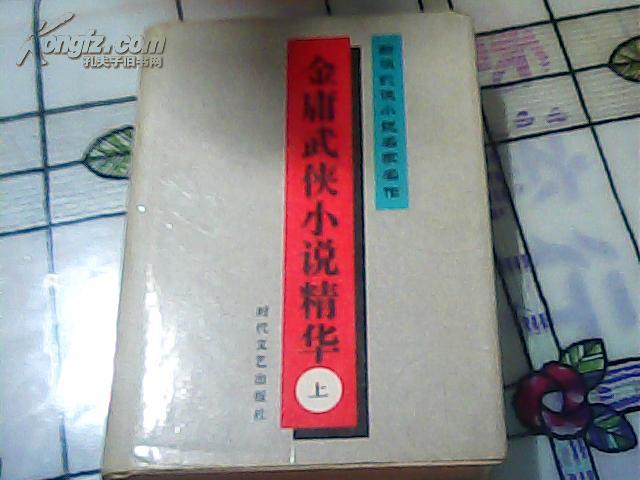 Kongfz.com
孔夫子旧书网
新派武侠小说名家名作
金庸武侠小说精华
上
时代文艺出版社